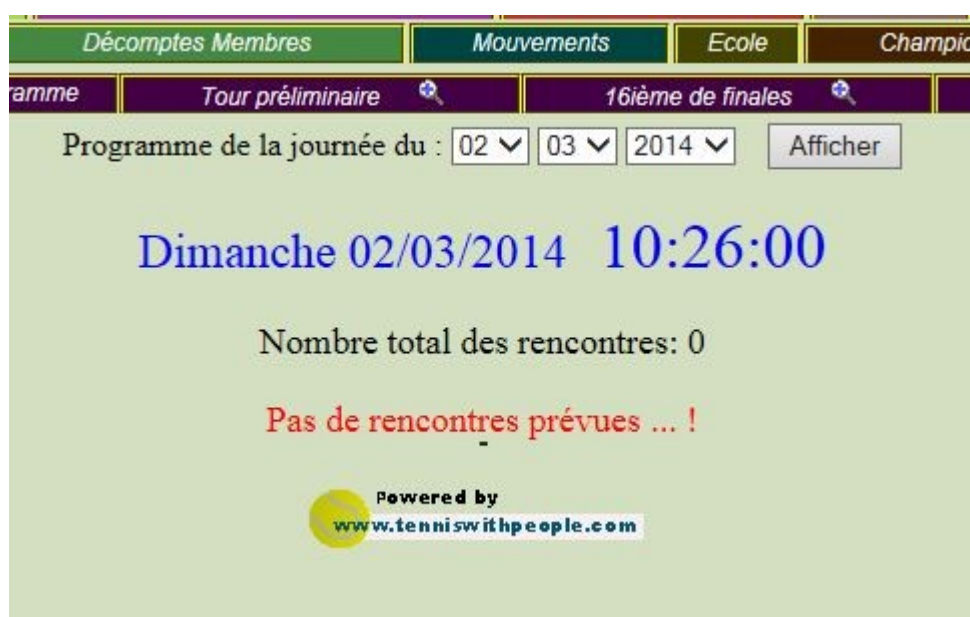 Décomptes Membres Mouvements Ecole Champio
ramme Tour préliminaire 16ième de finales
Programme de la journée du : 02 03 2014 Afficher
Dimanche 02/03/2014 10:26:00
Nombre total des rencontres: 0
Pas de rencontres prévues ... !
Powered by
www.tenniswithpeople.com